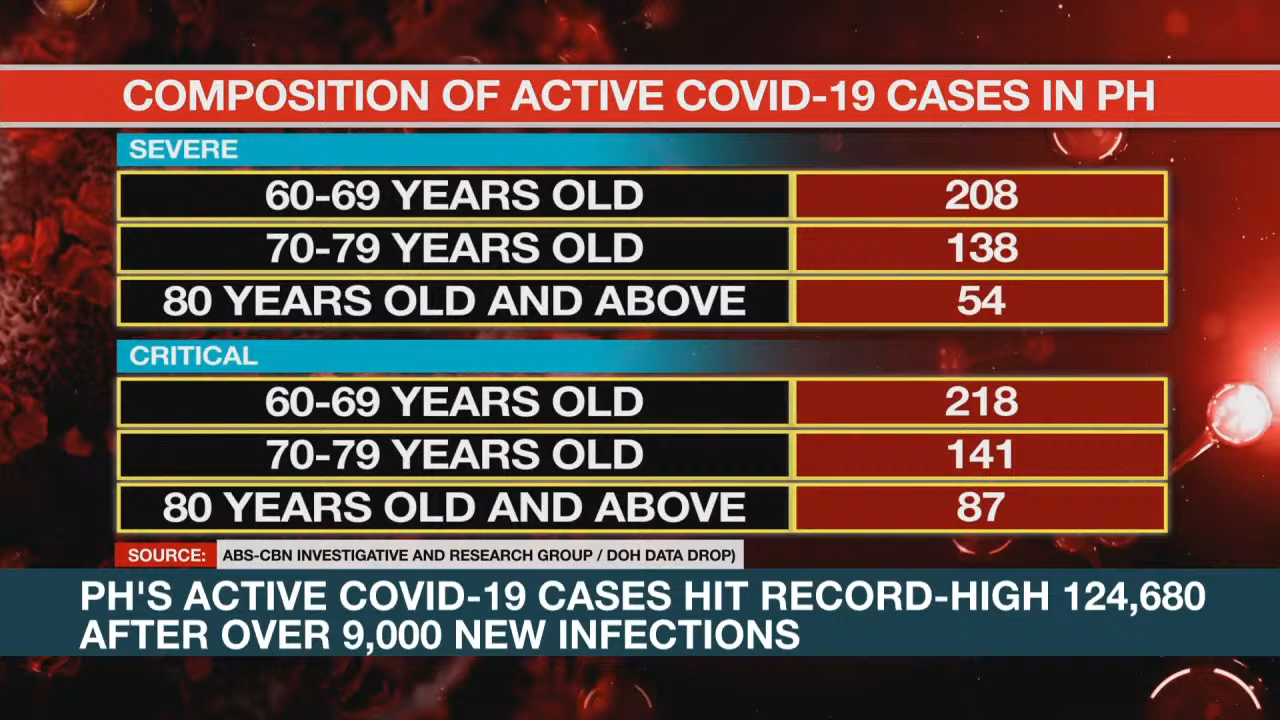 COMPOSITION OF ACTIVE COVID-19 CASES IN PH
SEVERE
60-69 YEARS OLD 208
70-79 YEARS OLD 138
80 YEARS OLD AND ABOVE 54
CRITICAL
60-69 YEARS OLD 218
70-79 YEARS OLD 141
80 YEARS OLD AND ABOVE 87
SOURCE: ABS-CBN INVESTIGATIVE AND RESEARCH GROUP / DOH DATA DROP)
PH'S ACTIVE COVID-19 CASES HIT RECORD-HIGH 124,680
AFTER OVER 9,000 NEW INFECTIONS